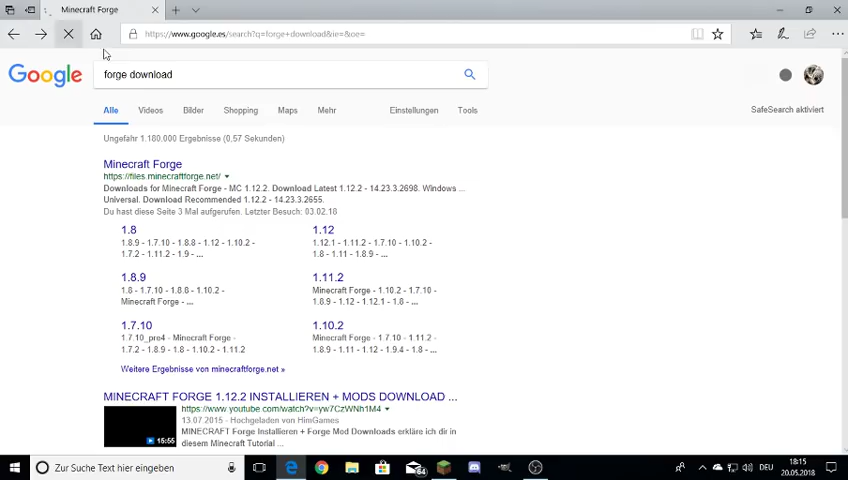 Minecraft Forge
https://www.google.es/search?q=forge+download&ie=&oe=
Google
forge download
Alle Videos Bilder Shopping Maps Mehr Einstellungen Tools
SafeSearch aktiviert
Ungefähr 1.180.000 Ergebnisse (0,57 Sekunden)
Minecraft Forge
https://files.minecraftforge.net/
Downloads for Minecraft Forge - MC 1.12.2. Download Latest 1.12.2 - 14.23.3.2698. Windows ...
Universal. Download Recommended 1.12.2 - 14.23.3.2655.
Du hast diese Seite 3 Mal aufgerufen. Letzter Besuch: 03.02.18
1.8
1.8.9 - 1.7.10 - 1.8.8 - 1.12 - 1.10.2 -
1.7.2 - 1.11.2 - 1.9 - ...
1.12
1.12.1 - 1.11.2 - 1.7.10 - 1.10.2 -
1.8 - 1.11 - 1.8.9 - ...
1.8.9
1.8 - 1.7.10 - 1.8.8 - 1.10.2 -
Minecraft Forge - ...
1.11.2
Minecraft Forge - 1.10.2 - 1.7.10 -
1.8.9 - 1.12 - 1.12.1 - 1.8 - ...
1.7.10
1.7.10_pre4 - Minecraft Forge -
1.7.2 - 1.8.9 - 1.8 - 1.10.2 - 1.11.2
1.10.2
Minecraft Forge - 1.7.10 - 1.11.2 -
1.8.9 - 1.11 - 1.12 - 1.9.4 - 1.8 - ...
Weitere Ergebnisse von minecraftforge.net »
MINECRAFT FORGE 1.12.2 INSTALLIEREN + MODS DOWNLOAD ...
https://www.youtube.com/watch?v=yw7CzWNh1M4
13.07.2015 - Hochgeladen von HimGames
Minecraft Forge Installieren + Forge Mod Downloads erkläre ich dir in
diesem Minecraft Tutorial ...
15:55
Zur Suche Text hier eingeben
64
DEU
18:15
20.05.2018